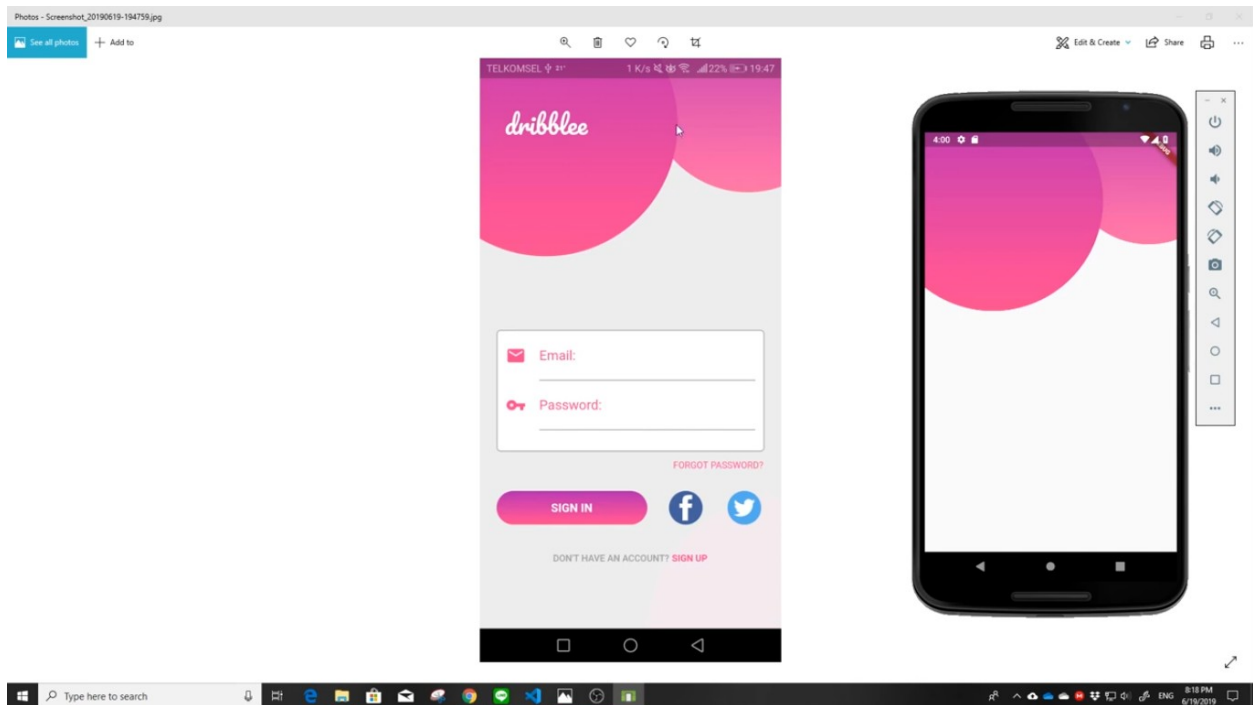 Photos - Screenshot_20190619-194759.jpg
See all photos Add to Edit & Create Share
TELKOMSEL 21° 1 K/s 22% 19:47
dribblee
4:00
Email:
Password:
FORGOT PASSWORD?
SIGN IN
DON'T HAVE AN ACCOUNT? SIGN UP
Type here to search ENG 8:18 PM
6/19/2019